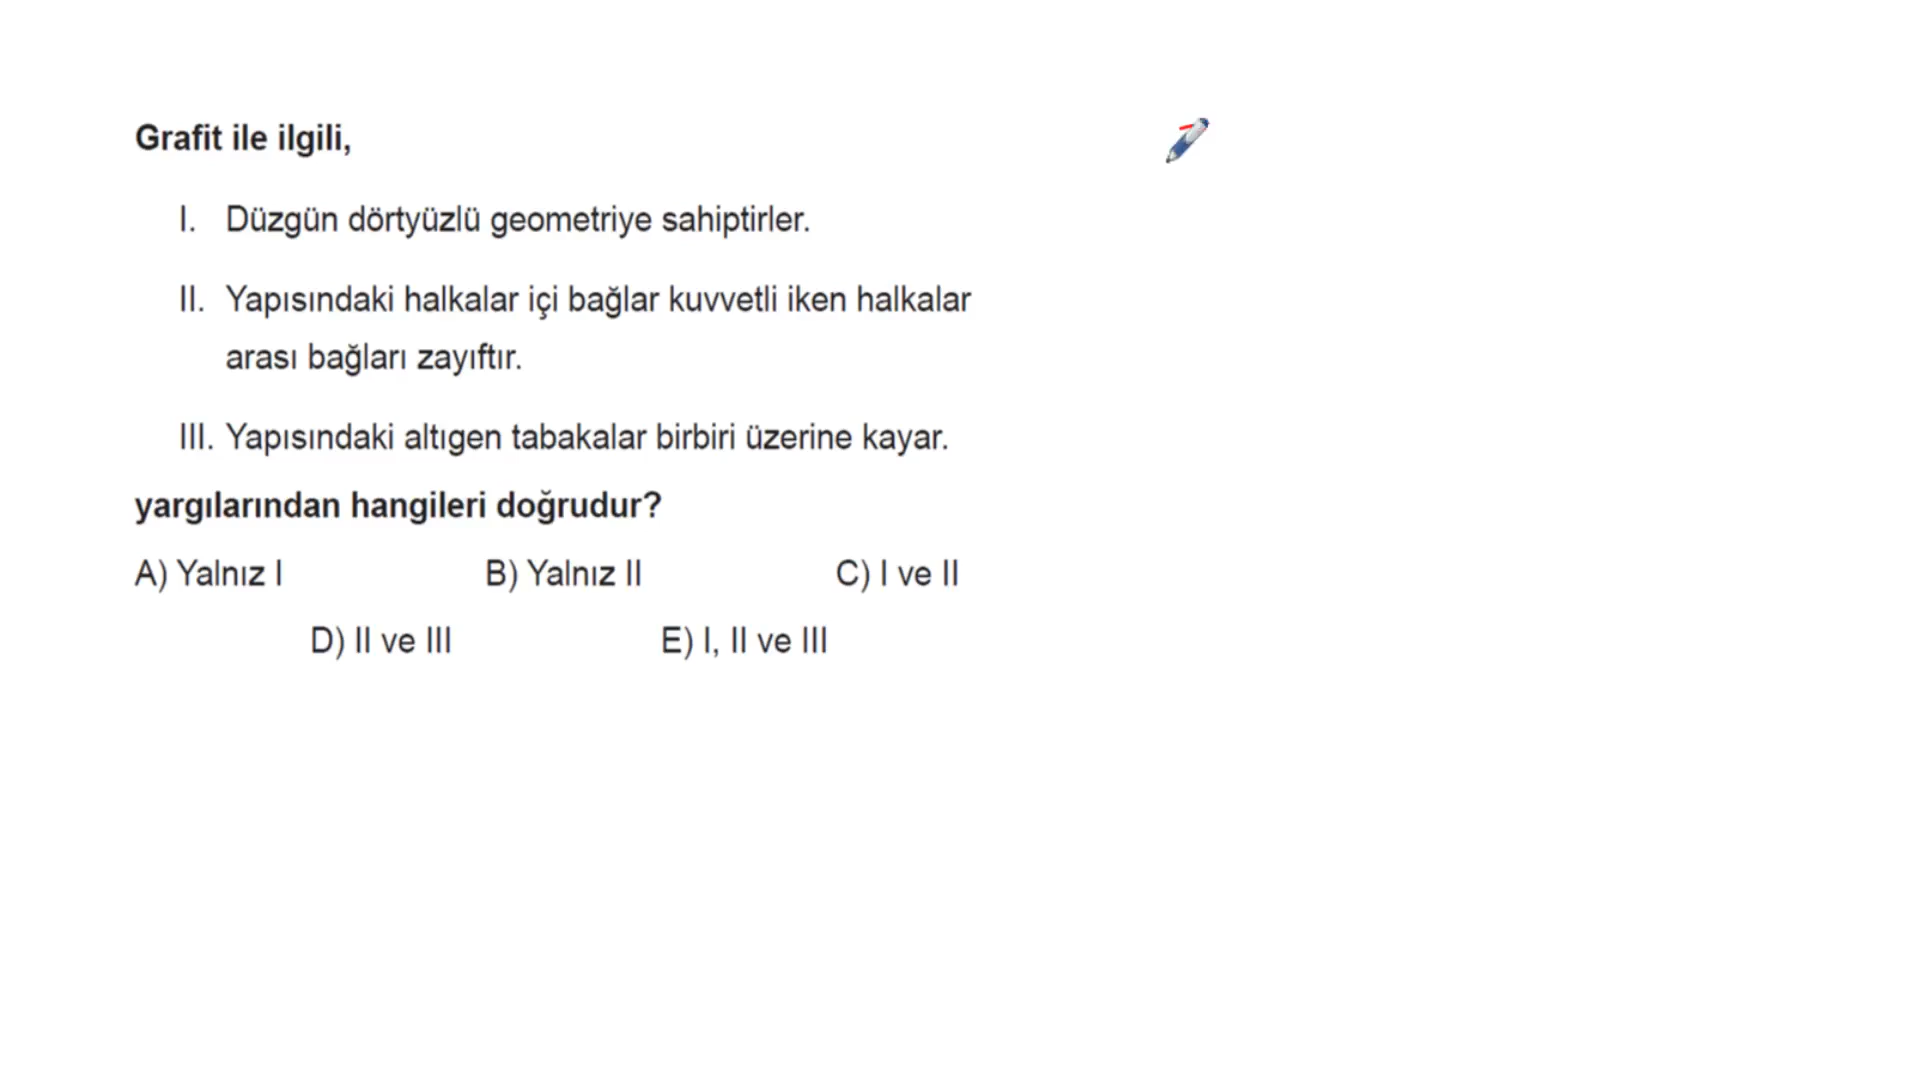 Grafit ile ilgili,
I. Düzgün dörtyüzlü geometriye sahiptirler.
II. Yapısındaki halkalar içi bağlar kuvvetli iken halkalar
arası bağları zayıftır.
III. Yapısındaki altıgen tabakalar birbiri üzerine kayar.
yargılarından hangileri doğrudur?
A) Yalnız I B) Yalnız II C) I ve II
D) II ve III E) I, II ve III